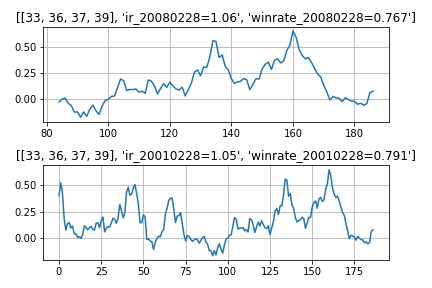 [[33, 36, 37, 39], 'ir_20080228=1.06', 'winrate_20080228=0.767']
0.50
0.25
0.00
80 100 120 140 160 180
[[33, 36, 37, 39], 'ir_20010228=1.05', 'winrate_20010228=0.791']
0.50
0.25
0.00
0 25 50 75 100 125 150 175